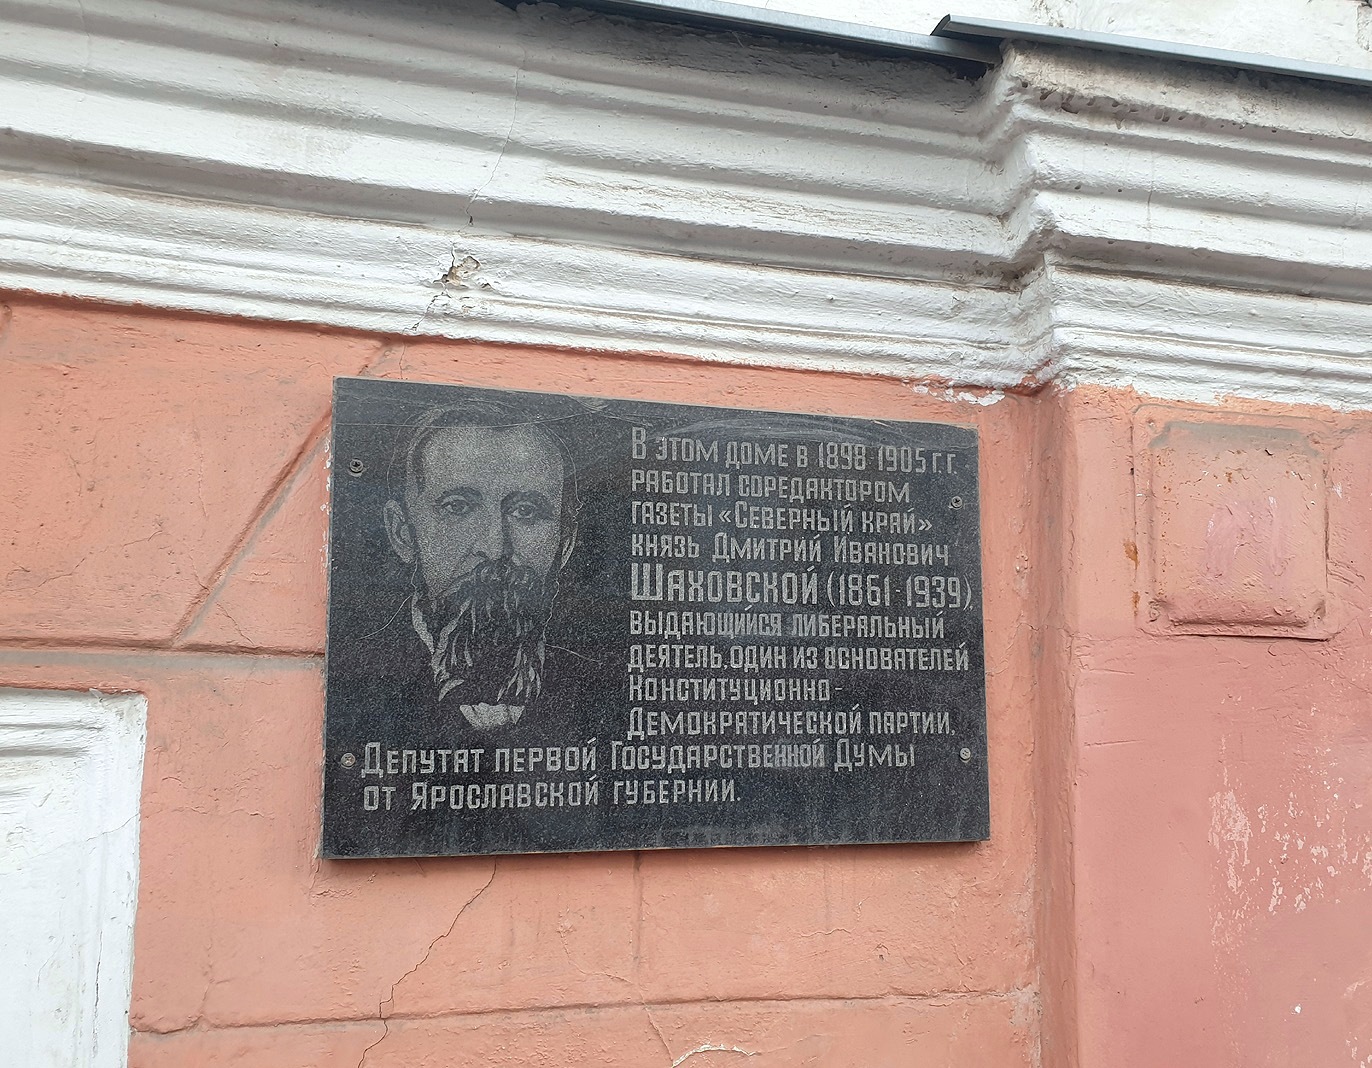 В этом доме в 1898-1905 г.г.
работал соредактором
газеты «Северный край»
князь Дмитрий Иванович
Шаховской (1861-1939),
выдающийся либеральный
деятель, один из основателей
Конституционно-
Демократической партии,
Депутат первой Государственной Думы
от Ярославской губернии.